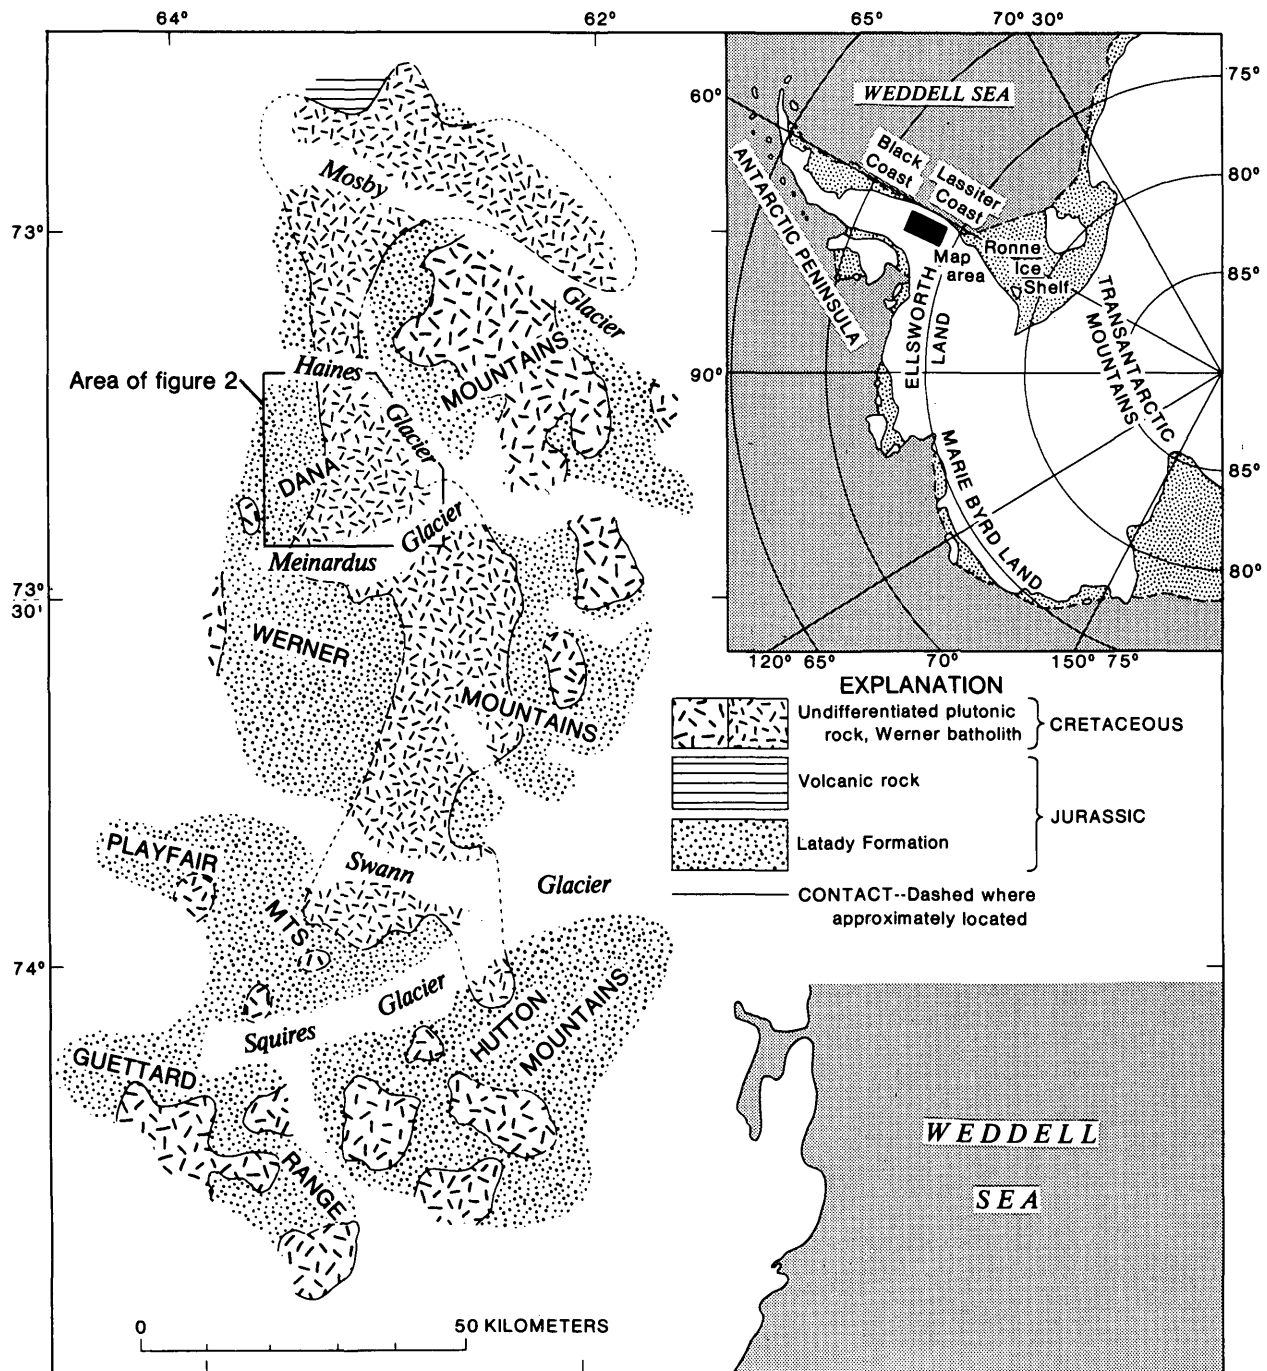 64°
62°
73°
73°
30'
74°
Mosby
Glacier
Haines
MOUNTAINS
Area of figure 2
Glacier
DANA
Glacier
Meinardus
WERNER
MOUNTAINS
PLAYFAIR
MTS
Swann
Glacier
Glacier
Squires
HUTTON
MOUNTAINS
GUETTARD
RANGE
0
50 KILOMETERS
65°
70° 30°
75°
60°
80°
85°
90°
85°
80°
120° 65°
70°
150° 75°
WEDDELL SEA
Black
Coast
Lassiter
Coast
ANTARCTIC PENINSULA
Map
area
Ronne
Ice
Shelf
ELLSWORTH
LAND
TRANSANTARCTIC
MOUNTAINS
MARIE BYRD LAND
EXPLANATION
Undifferentiated plutonic
rock, Werner batholith
CRETACEOUS
Volcanic rock
JURASSIC
Latady Formation
CONTACT--Dashed where
approximately located
WEDDELL
SEA